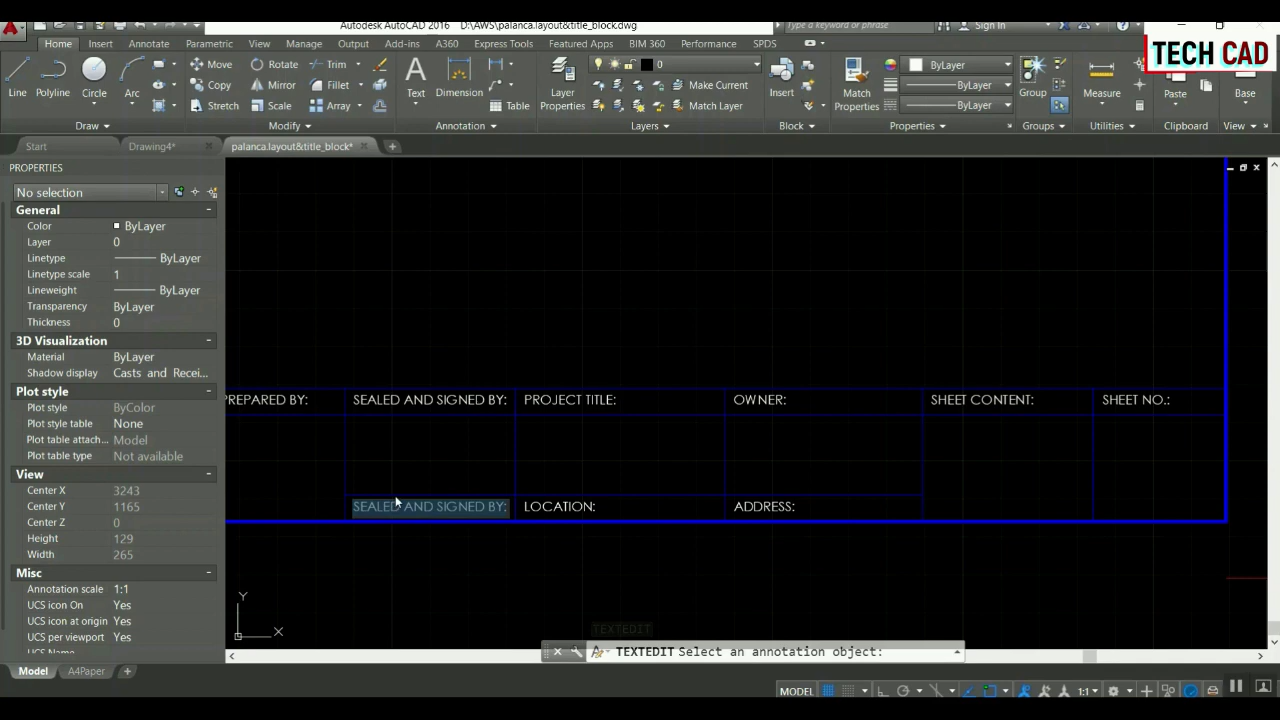 Autodesk AutoCAD 2016 D:\AWS\palanca.layout&title_block.dwg
Type a keyword or phrase
Sign In
TECH CAD
Home Insert Annotate Parametric View Manage Output Add-ins A360 Express Tools Featured Apps BIM 360 Performance SPDS
Line Polyline Circle Arc
Move Rotate Trim
Copy Mirror Fillet
Stretch Scale Array
Text Dimension Table
Layer Properties
0
Make Current
Match Layer
Insert
Match Properties
ByLayer
ByLayer
ByLayer
Group Measure Paste Base
Draw Modify Annotation Layers Block Properties Groups Utilities Clipboard View
Start Drawing4* palanca.layout&title_block*
PROPERTIES
No selection
General
Color ByLayer
Layer 0
Linetype ByLayer
Linetype scale 1
Lineweight ByLayer
Transparency ByLayer
Thickness 0
3D Visualization
Material ByLayer
Shadow display Casts and Recei...
Plot style
Plot style ByColor
Plot style table None
Plot table attach... Model
Plot table type Not available
View
Center X 3243
Center Y 1165
Center Z 0
Height 129
Width 265
Misc
Annotation scale 1:1
UCS icon On Yes
UCS icon at origin Yes
UCS per viewport Yes
UCS Name
PREPARED BY: SEALED AND SIGNED BY: PROJECT TITLE: OWNER: SHEET CONTENT: SHEET NO.:
SEALED AND SIGNED BY: LOCATION: ADDRESS:
Y
X
TEXTEDIT
TEXTEDIT Select an annotation object:
Model A4Paper
MODEL 1:1